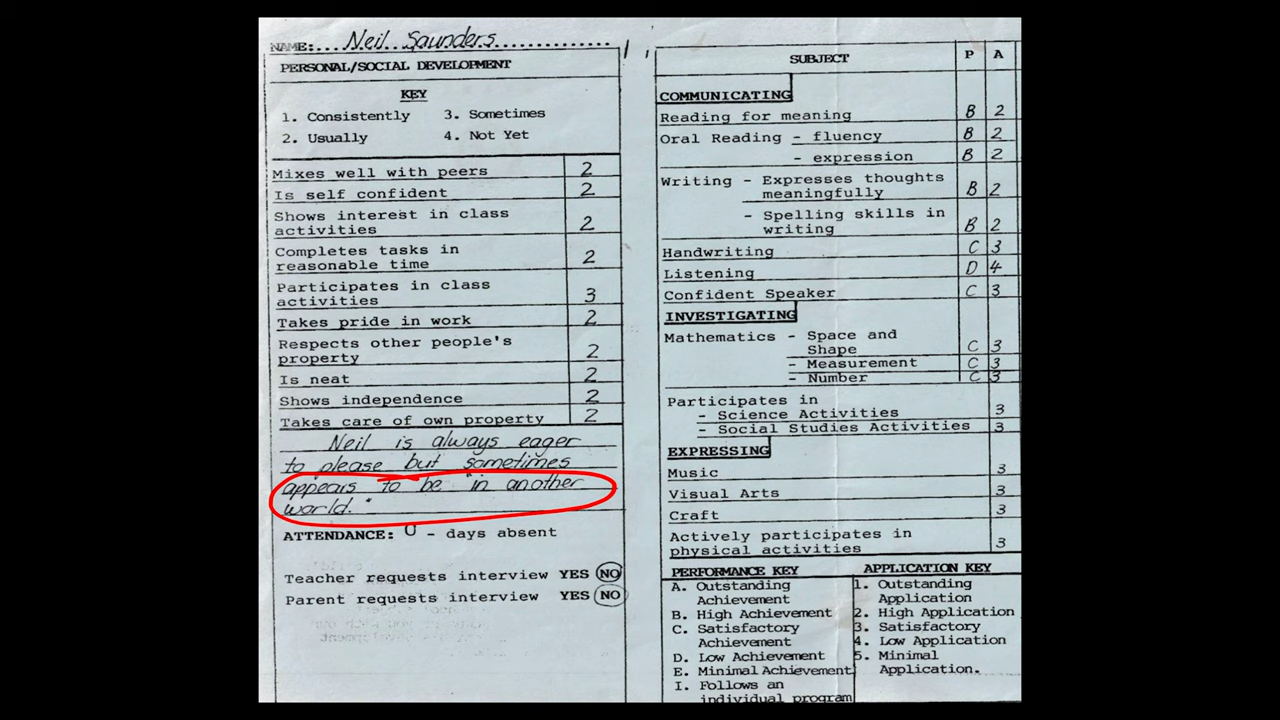 NAME:....Neil Saunders...............
PERSONAL/SOCIAL DEVELOPMENT
KEY
1. Consistently 3. Sometimes
2. Usually 4. Not Yet
Mixes well with peers 2
Is self confident 2
Shows interest in class
activities 2
Completes tasks in
reasonable time 2
Participates in class
activities 3
Takes pride in work 2
Respects other people's
property 2
Is neat 2
Shows independence 2
Takes care of own property 2
Neil is always eager
to please but sometimes
appears to be "in another
world."
ATTENDANCE: 0 - days absent
Teacher requests interview YES NO
Parent requests interview YES NO
SUBJECT P A
COMMUNICATING
Reading for meaning B 2
Oral Reading - fluency B 2
- expression B 2
Writing - Expresses thoughts
meaningfully B 2
- Spelling skills in
writing B 2
Handwriting C 3
Listening D 4
Confident Speaker C 3
INVESTIGATING
Mathematics - Space and
Shape C 3
- Measurement C 3
- Number C 3
Participates in
- Science Activities 3
- Social Studies Activities 3
EXPRESSING
Music 3
Visual Arts 3
Craft 3
Actively participates in
physical activities 3
PERFORMANCE KEY
A. Outstanding
Achievement
B. High Achievement
C. Satisfactory
Achievement
D. Low Achievement
E. Minimal Achievement
I. Follows an
individual program
APPLICATION KEY
1. Outstanding
Application
2. High Application
3. Satisfactory
4. Low Application
5. Minimal
Application.